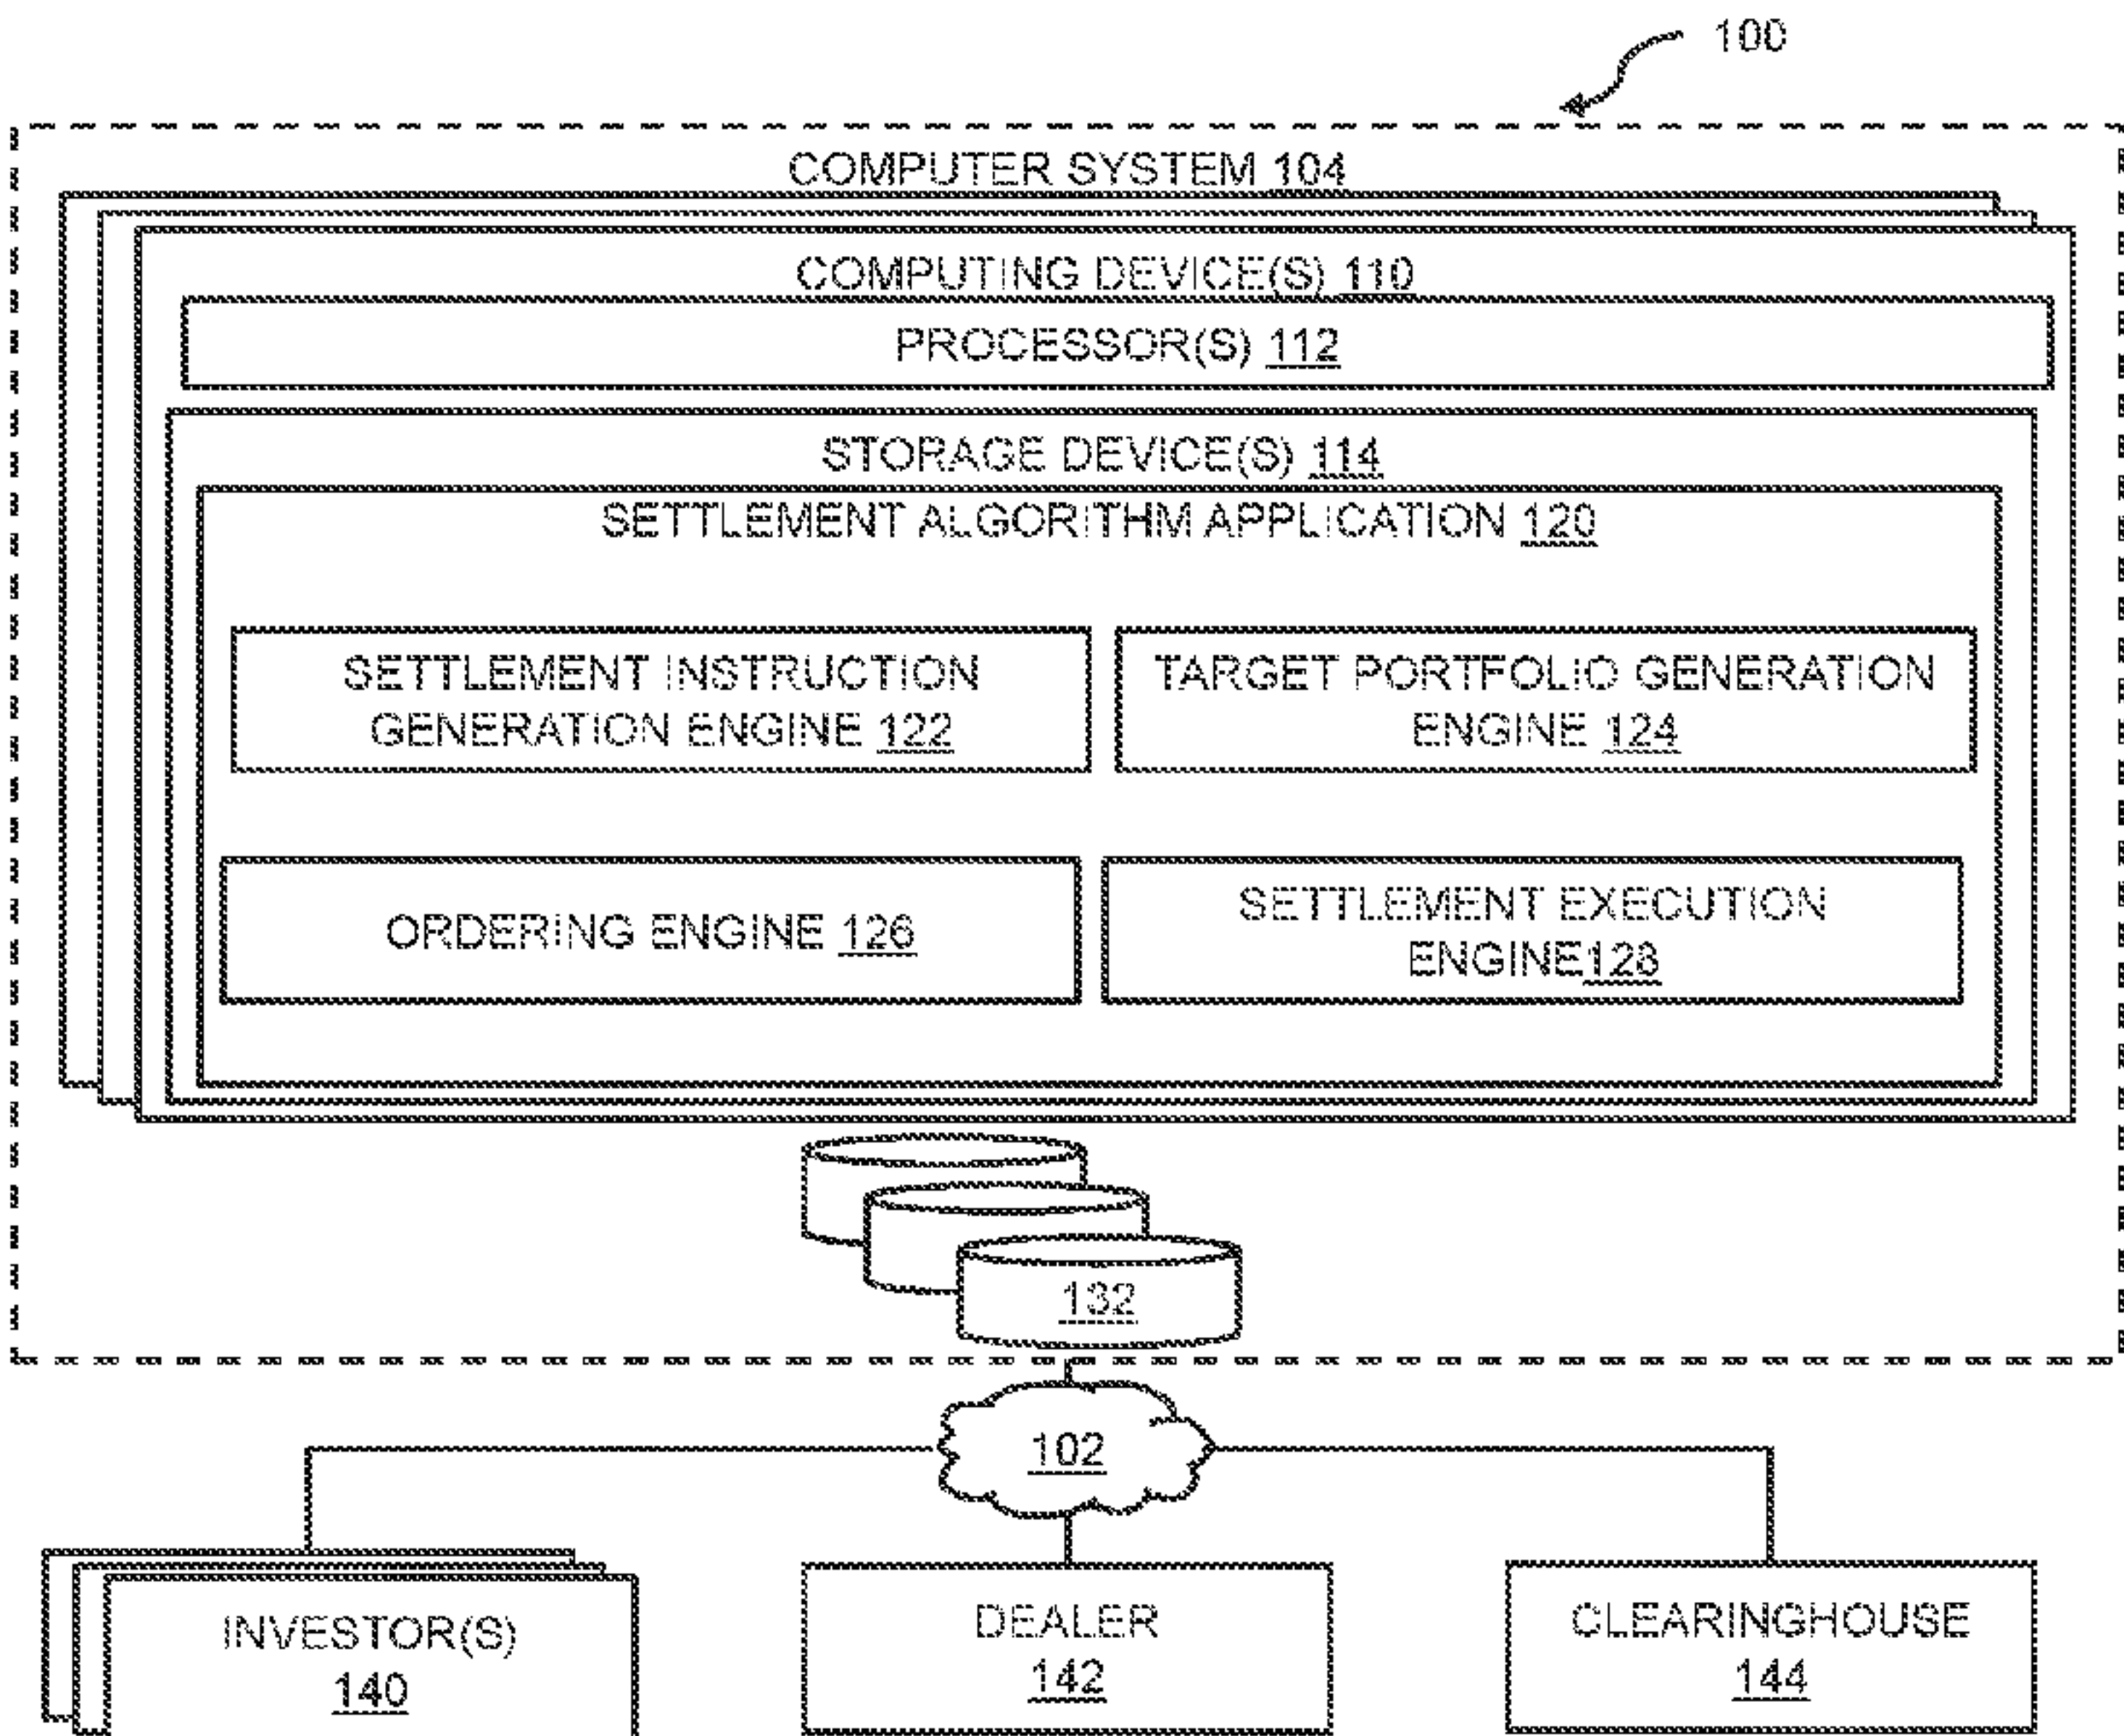 100
COMPUTER SYSTEM 104
COMPUTING DEVICE(S) 110
PROCESSOR(S) 112
STORAGE DEVICE(S) 114
SETTLEMENT ALGORITHM APPLICATION 120
SETTLEMENT INSTRUCTION
GENERATION ENGINE 122
TARGET PORTFOLIO GENERATION
ENGINE 124
ORDERING ENGINE 126
SETTLEMENT EXECUTION
ENGINE128
132
102
INVESTOR(S)
140
DEALER
142
CLEARINGHOUSE
144